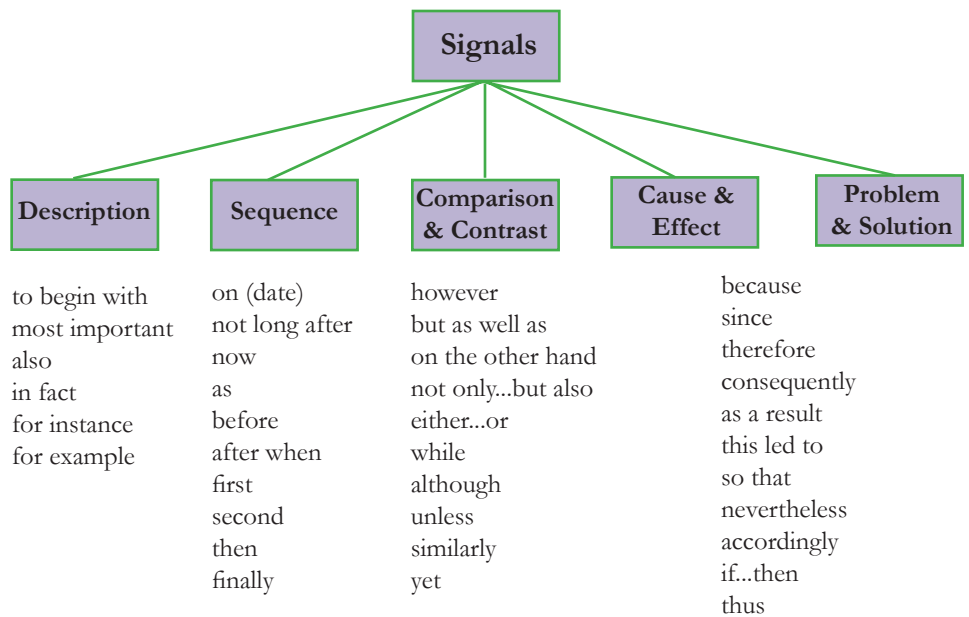 Signals
Description
Sequence
Comparison
& Contrast
Cause &
Effect
Problem
& Solution
to begin with
most important
also
in fact
for instance
for example
on (date)
not long after
now
as
before
after when
first
second
then
finally
however
but as well as
on the other hand
not only...but also
either...or
while
although
unless
similarly
yet
because
since
therefore
consequently
as a result
this led to
so that
nevertheless
accordingly
if...then
thus